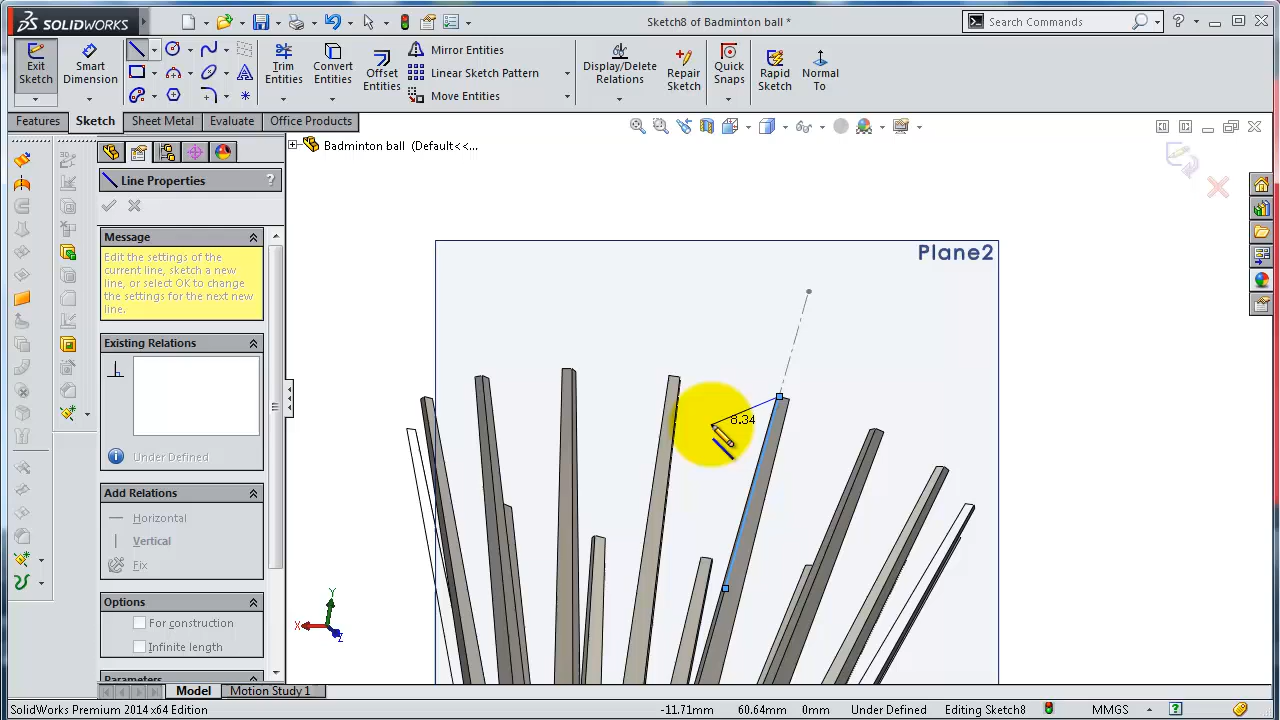 SOLIDWORKS
Sketch8 of Badminton ball *
Search Commands
Exit Sketch
Smart Dimension
Trim Entities
Convert Entities
Offset Entities
Mirror Entities
Linear Sketch Pattern
Move Entities
Display/Delete Relations
Repair Sketch
Quick Snaps
Rapid Sketch
Normal To
Features
Sketch
Sheet Metal
Evaluate
Office Products
Badminton ball (Default<<...
Line Properties
?
Message
Edit the settings of the
current line, sketch a new
line, or select OK to change
the settings for the next new
line.
Existing Relations
Under Defined
Add Relations
Horizontal
Vertical
Fix
Options
For construction
Infinite length
Parameters
Plane2
8.34
Y
X
Z
Model
Motion Study 1
SolidWorks Premium 2014 x64 Edition
-11.71mm
60.64mm
0mm
Under Defined
Editing Sketch8
MMGS
?